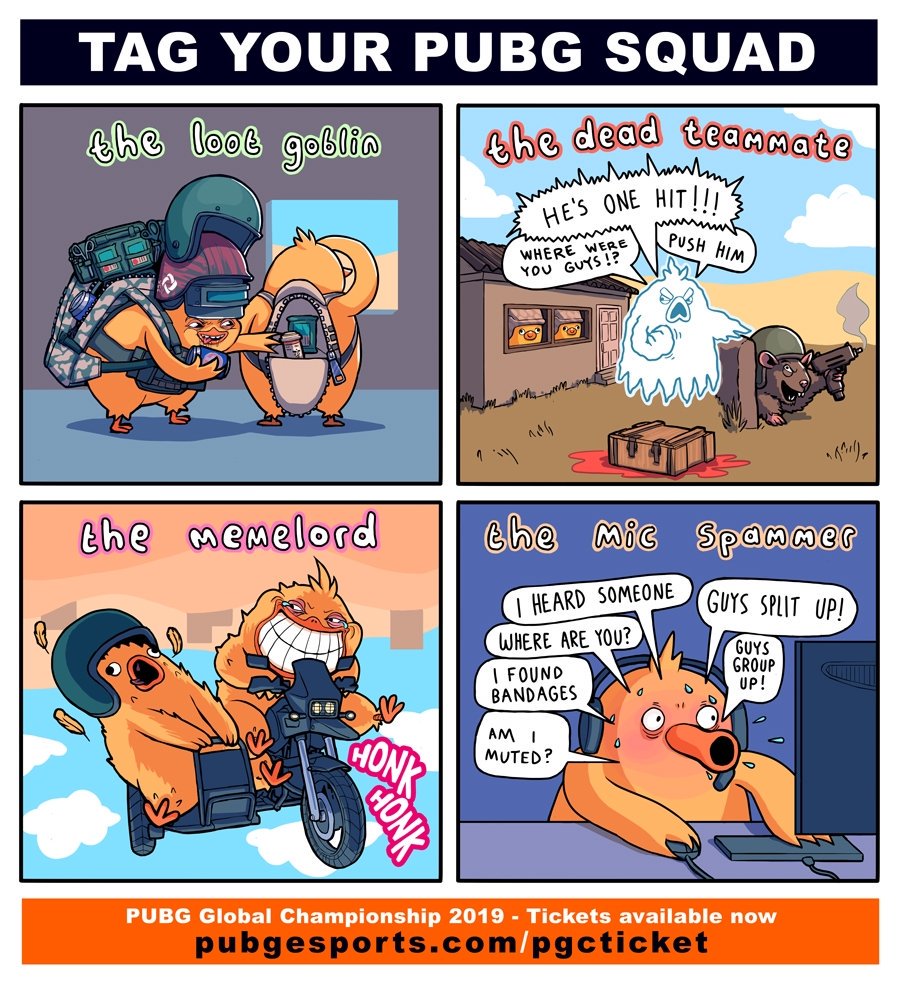 TAG YOUR PUBG SQUAD
the loot goblin
the dead teammate
HE'S ONE HIT!!!
WHERE WERE
YOU GUYS!?
PUSH HIM
the memelord
HONK
HONK
the mic spammer
I HEARD SOMEONE
GUYS SPLIT UP!
WHERE ARE YOU?
GUYS
GROUP
UP!
I FOUND
BANDAGES
AM I
MUTED?
PUBG Global Championship 2019 - Tickets available now
pubgesports.com/pgcticket